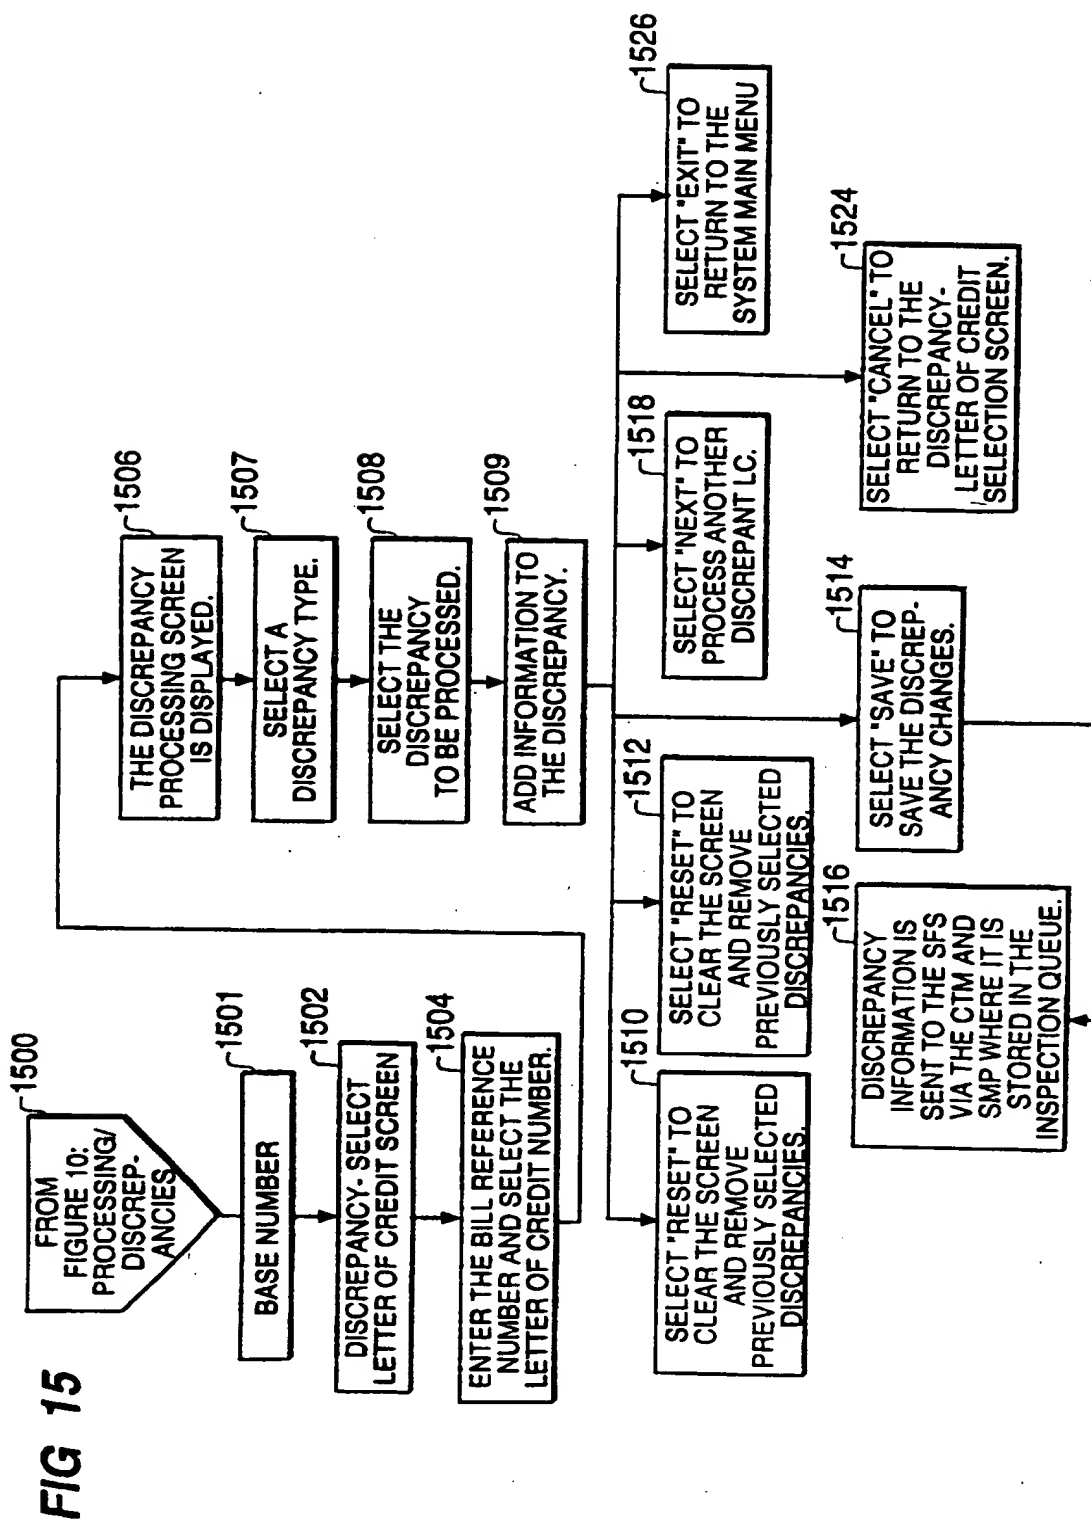 FIG 15
1500
FROM
FIGURE 10:
PROCESSING/
DISCREP-
ANCIES
1501
BASE NUMBER
1502
DISCREPANCY- SELECT
LETTER OF CREDIT SCREEN
1504
ENTER THE BILL REFERENCE
NUMBER AND SELECT THE
LETTER OF CREDIT NUMBER.
1506
THE DISCREPANCY
PROCESSING SCREEN
IS DISPLAYED.
1507
SELECT A
DISCREPANCY TYPE.
1508
SELECT THE
DISCREPANCY
TO BE PROCESSED.
1509
ADD INFORMATION TO
THE DISCREPANCY.
1510
SELECT "RESET" TO
CLEAR THE SCREEN
AND REMOVE
PREVIOUSLY SELECTED
DISCREPANCIES.
1512
SELECT "RESET" TO
CLEAR THE SCREEN
AND REMOVE
PREVIOUSLY SELECTED
DISCREPANCIES.
1518
SELECT "NEXT" TO
PROCESS ANOTHER
DISCREPANT LC.
1526
SELECT "EXIT" TO
RETURN TO THE
SYSTEM MAIN MENU
1516
DISCREPANCY
INFORMATION IS
SENT TO THE SFS
VIA THE CTM AND
SMP WHERE IT IS
STORED IN THE
INSPECTION QUEUE.
1514
SELECT "SAVE" TO
SAVE THE DISCREP-
ANCY CHANGES.
1524
SELECT "CANCEL" TO
RETURN TO THE
DISCREPANCY-
LETTER OF CREDIT
SELECTION SCREEN.